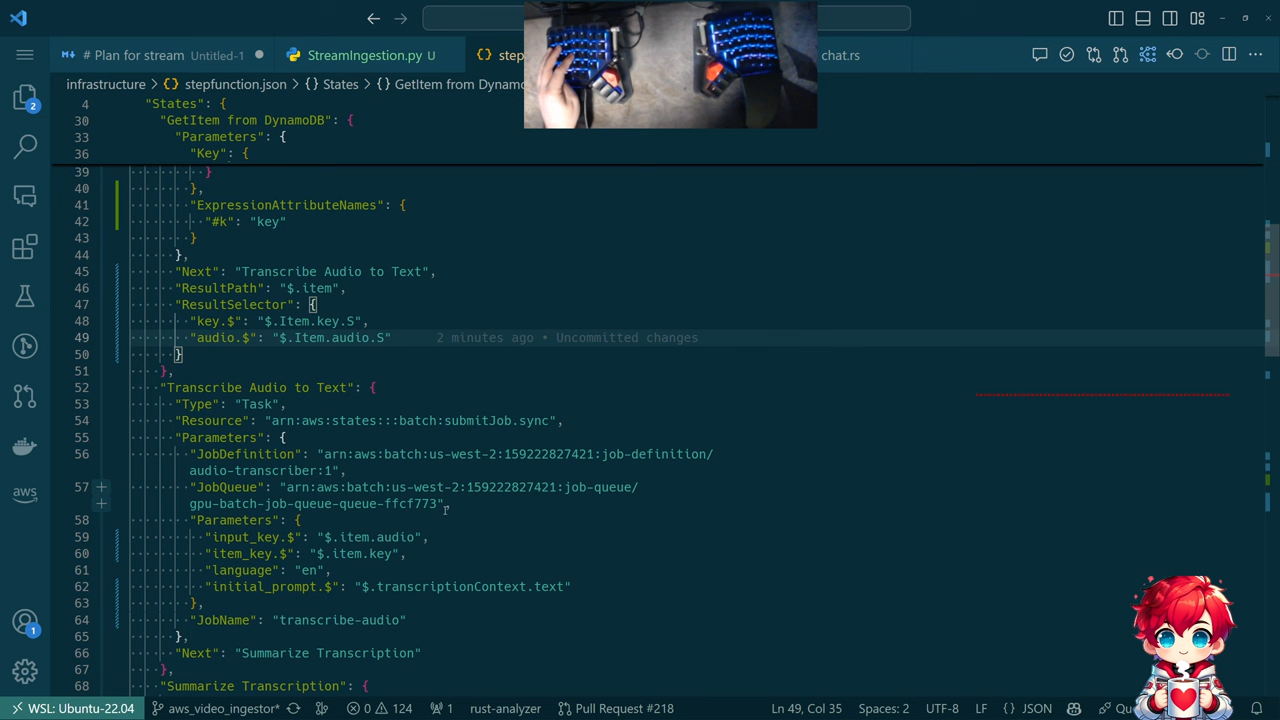 # Plan for stream Untitled-1
StreamIngestion.py U
step
chat.rs
infrastructure > stepfunction.json > States > GetItem from Dynamo
4 "States": {
30 "GetItem from DynamoDB": {
33 "Parameters": {
36 "Key": {
39 }
40 },
41 "ExpressionAttributeNames": {
42 "#k": "key"
43 }
44 },
45 "Next": "Transcribe Audio to Text",
46 "ResultPath": "$.item",
47 "ResultSelector": {
48 "key.$": "$.Item.key.S",
49 "audio.$": "$.Item.audio.S" 2 minutes ago • Uncommitted changes
50 }
51 },
52 "Transcribe Audio to Text": {
53 "Type": "Task",
54 "Resource": "arn:aws:states:::batch:submitJob.sync",
55 "Parameters": {
56 "JobDefinition": "arn:aws:batch:us-west-2:159222827421:job-definition/
audio-transcriber:1",
57 "JobQueue": "arn:aws:batch:us-west-2:159222827421:job-queue/
gpu-batch-job-queue-queue-ffcf773",
58 "Parameters": {
59 "input_key.$": "$.item.audio",
60 "item_key.$": "$.item.key",
61 "language": "en",
62 "initial_prompt.$": "$.transcriptionContext.text"
63 },
64 "JobName": "transcribe-audio"
65 },
66 "Next": "Summarize Transcription"
67 },
68 "Summarize Transcription": {
2
aws
1
WSL: Ubuntu-22.04 aws_video_ingestor* 0 124 1 rust-analyzer Pull Request #218 Ln 49, Col 35 Spaces: 2 UTF-8 LF {} JSON